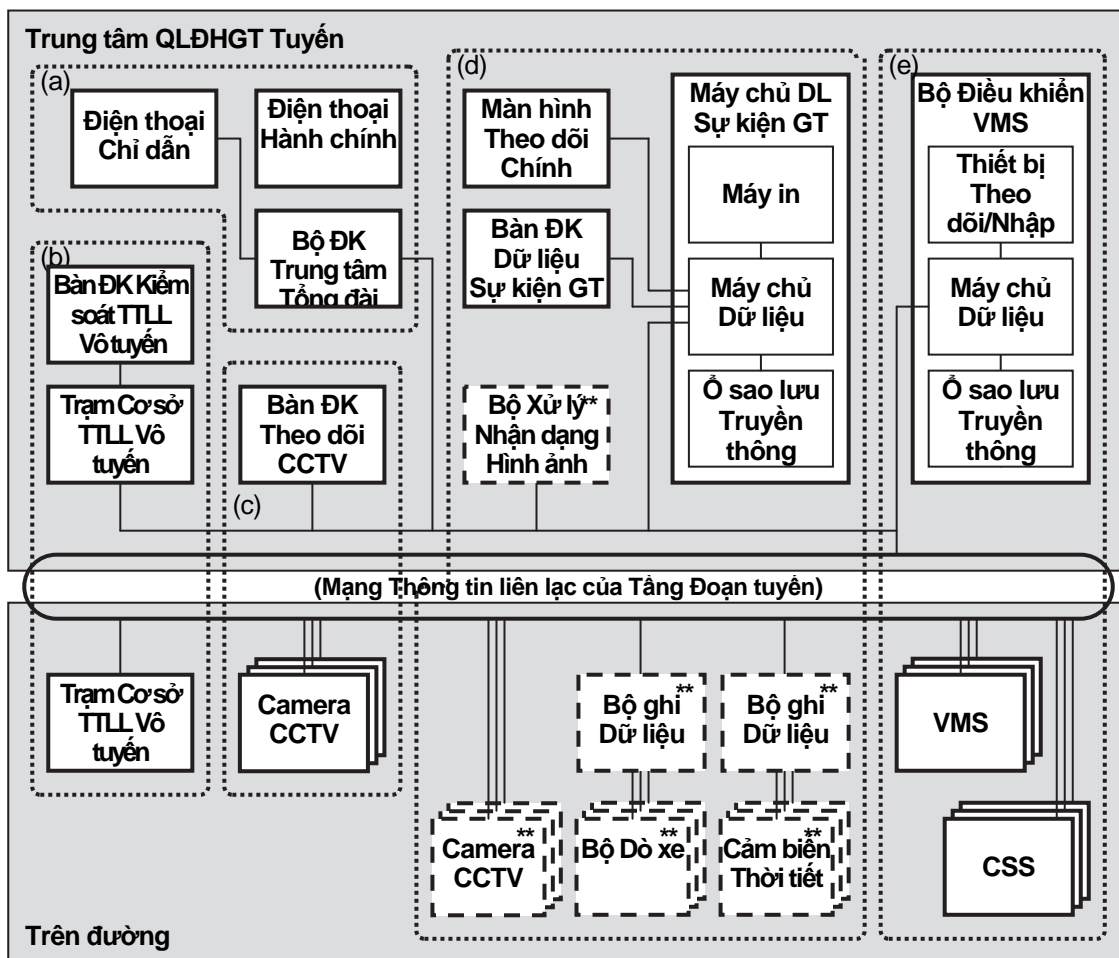 Trung tâm QLĐHGT Tuyến
(a)
Điện thoại
Chỉ dẫn
Điện thoại
Hành chính
Bộ ĐK
Trung tâm
Tổng đài
(b)
Bàn ĐK Kiểm
soát TTLL
Vô tuyến
Trạm Cơ sở
TTLL Vô
tuyến
(c)
Bàn ĐK
Theo dõi
CCTV
(d)
Màn hình
Theo dõi
Chính
Bàn ĐK
Dữ liệu
Sự kiện GT
Bộ Xử lý**
Nhận dạng
Hình ảnh
Máy chủ DL
Sự kiện GT
Máy in
Máy chủ
Dữ liệu
Ổ sao lưu
Truyền
thông
(e)
Bộ Điều khiển
VMS
Thiết bị
Theo
dõi/Nhập
Máy chủ
Dữ liệu
Ổ sao lưu
Truyền
thông
(Mạng Thông tin liên lạc của Tầng Đoạn tuyến)
Trạm Cơ sở
TTLL Vô
tuyến
Camera
CCTV
Bộ ghi**
Dữ liệu
Bộ ghi**
Dữ liệu
VMS
Camera**
CCTV
Bộ Dò xe**
Cảm biến**
Thời tiết
CSS
Trên đường